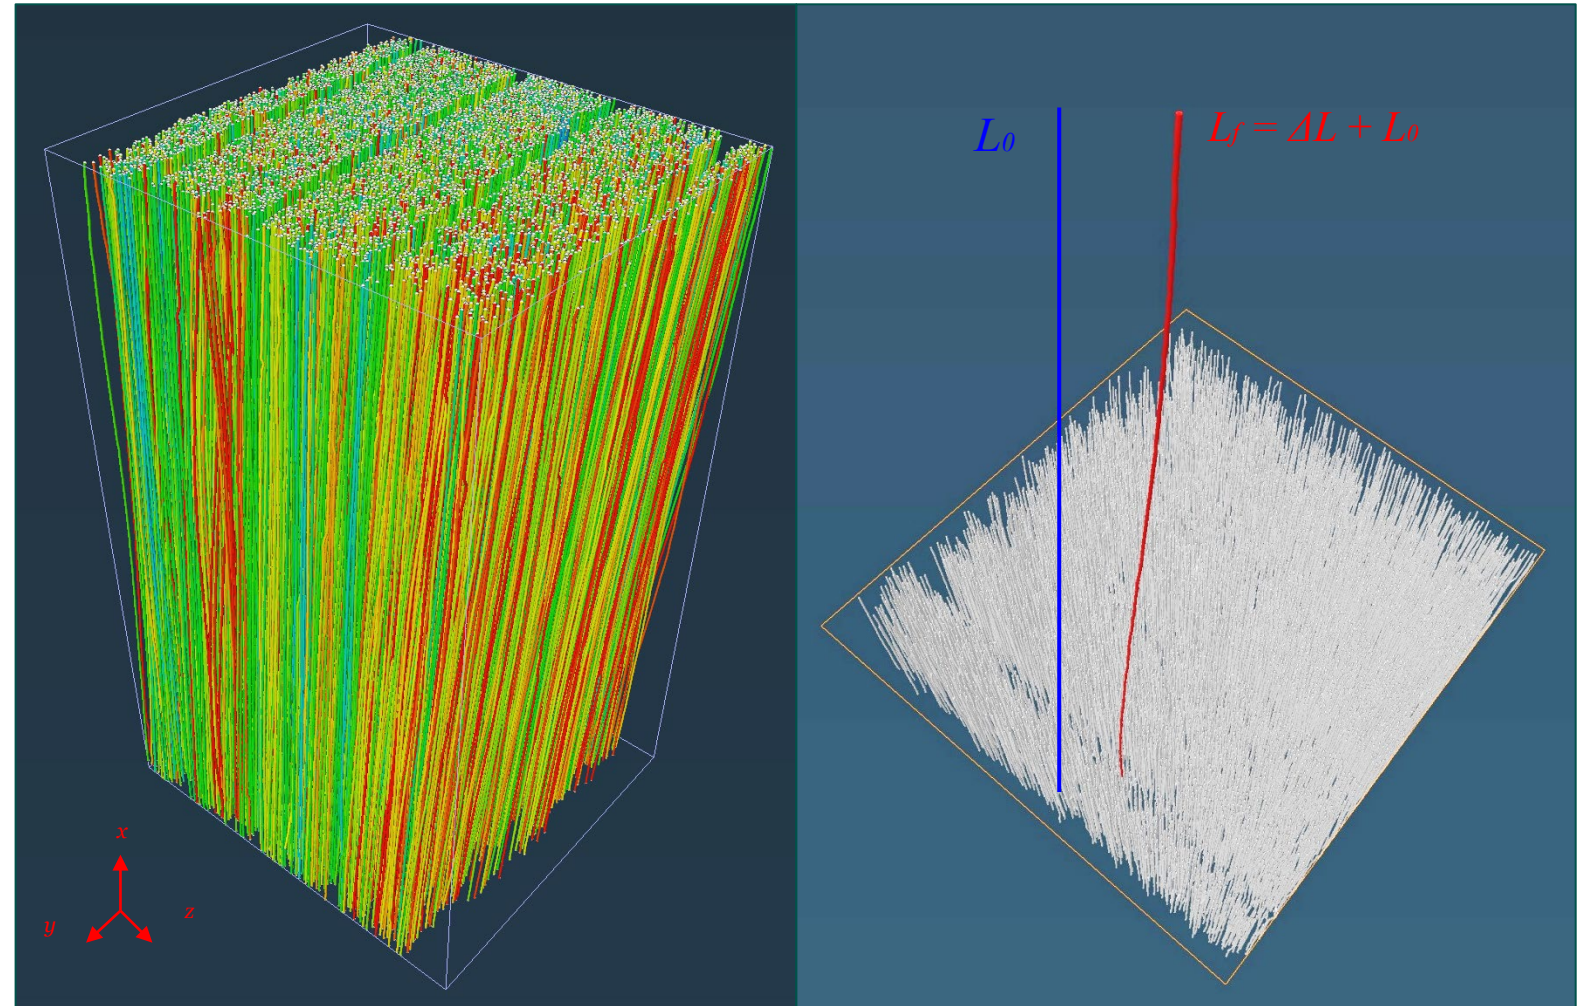 L0
Lf = ΔL + L0
x
y
z